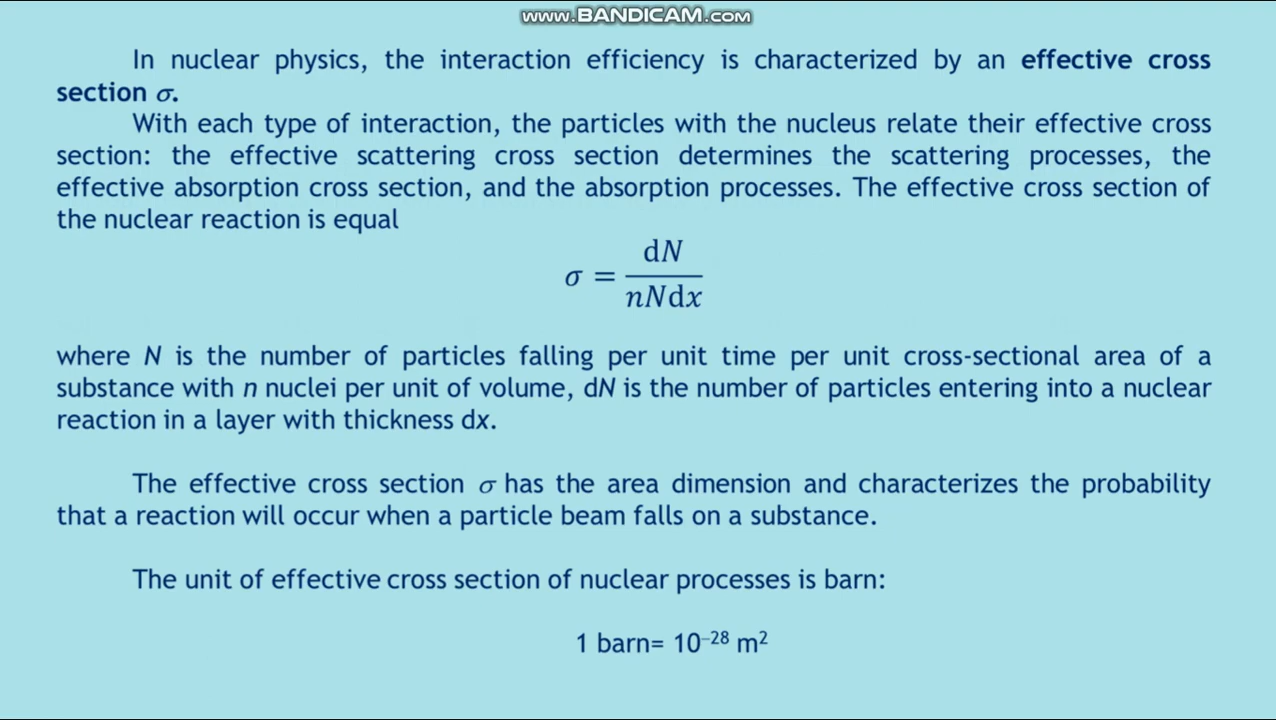 www.BANDICAM.com
In nuclear physics, the interaction efficiency is characterized by an effective cross
section σ.
With each type of interaction, the particles with the nucleus relate their effective cross
section: the effective scattering cross section determines the scattering processes, the
effective absorption cross section, and the absorption processes. The effective cross section of
the nuclear reaction is equal
σ = dN / nNdx
where N is the number of particles falling per unit time per unit cross-sectional area of a
substance with n nuclei per unit of volume, dN is the number of particles entering into a nuclear
reaction in a layer with thickness dx.
The effective cross section σ has the area dimension and characterizes the probability
that a reaction will occur when a particle beam falls on a substance.
The unit of effective cross section of nuclear processes is barn:
1 barn= 10⁻²⁸ m²